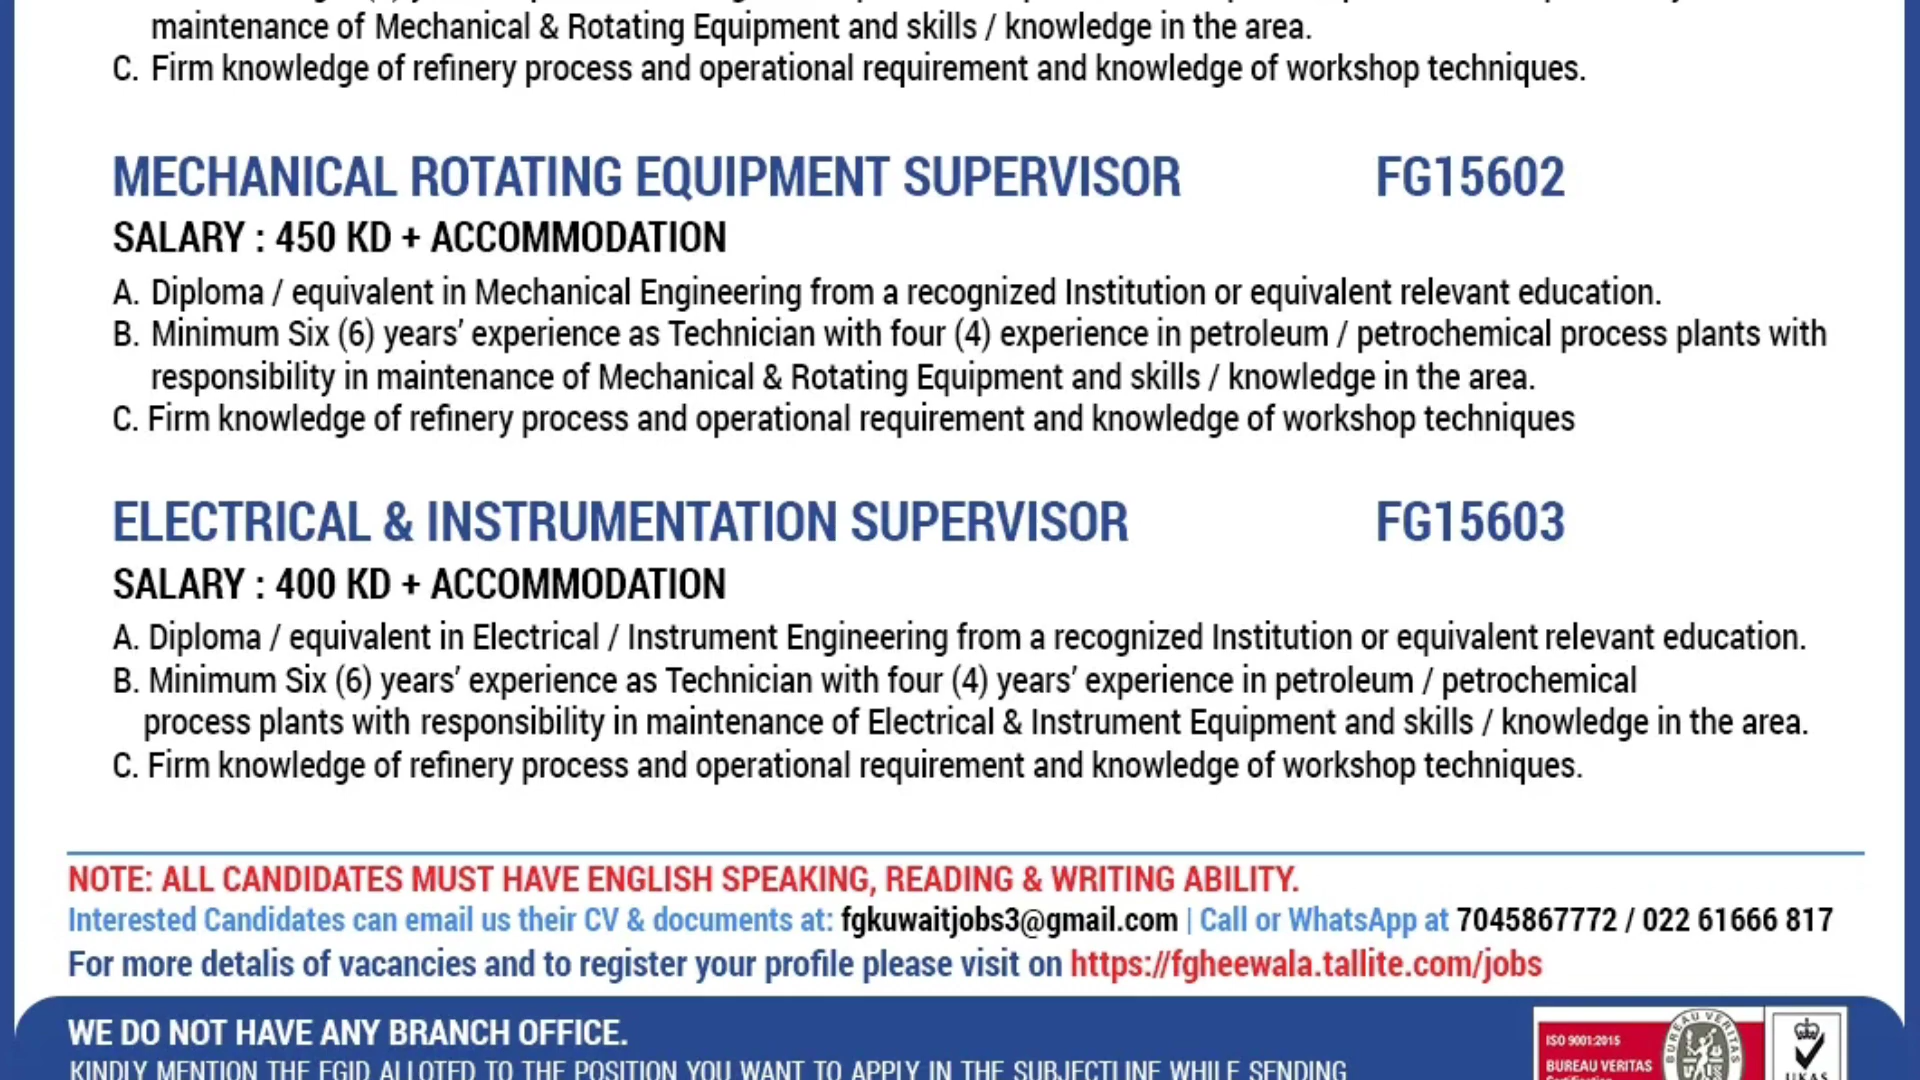 maintenance of Mechanical & Rotating Equipment and skills / knowledge in the area.
C. Firm knowledge of refinery process and operational requirement and knowledge of workshop techniques.
MECHANICAL ROTATING EQUIPMENT SUPERVISOR FG15602
SALARY : 450 KD + ACCOMMODATION
A. Diploma / equivalent in Mechanical Engineering from a recognized Institution or equivalent relevant education.
B. Minimum Six (6) years’ experience as Technician with four (4) experience in petroleum / petrochemical process plants with
responsibility in maintenance of Mechanical & Rotating Equipment and skills / knowledge in the area.
C. Firm knowledge of refinery process and operational requirement and knowledge of workshop techniques
ELECTRICAL & INSTRUMENTATION SUPERVISOR FG15603
SALARY : 400 KD + ACCOMMODATION
A. Diploma / equivalent in Electrical / Instrument Engineering from a recognized Institution or equivalent relevant education.
B. Minimum Six (6) years’ experience as Technician with four (4) years’ experience in petroleum / petrochemical
process plants with responsibility in maintenance of Electrical & Instrument Equipment and skills / knowledge in the area.
C. Firm knowledge of refinery process and operational requirement and knowledge of workshop techniques.
NOTE: ALL CANDIDATES MUST HAVE ENGLISH SPEAKING, READING & WRITING ABILITY.
Interested Candidates can email us their CV & documents at: fgkuwaitjobs3@gmail.com | Call or WhatsApp at 7045867772 / 022 61666 817
For more detalis of vacancies and to register your profile please visit on https://fgheewala.tallite.com/jobs
WE DO NOT HAVE ANY BRANCH OFFICE.
KINDLY MENTION THE FGID ALLOTED TO THE POSITION YOU WANT TO APPLY IN THE SUBJECTLINE WHILE SENDING
ISO 9001:2015
BUREAU VERITAS
Certification
BUREAU VERITAS
UKAS